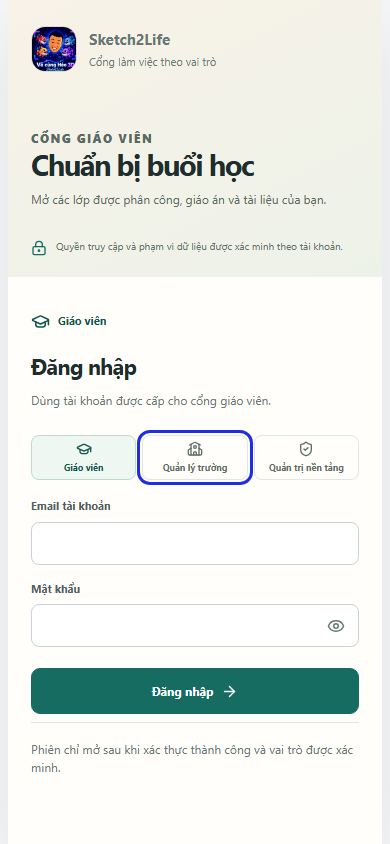 Vẽ cùng Hòn 3D
Sketch2Life
Cổng làm việc theo vai trò
CỔNG GIÁO VIÊN
Chuẩn bị buổi học
Mở các lớp được phân công, giáo án và tài liệu của bạn.
Quyền truy cập và phạm vi dữ liệu được xác minh theo tài khoản.
Giáo viên
Đăng nhập
Dùng tài khoản được cấp cho cổng giáo viên.
Giáo viên
Quản lý trường
Quản trị nền tảng
Email tài khoản
Mật khẩu
Đăng nhập
Phiên chỉ mở sau khi xác thực thành công và vai trò được xác
minh.